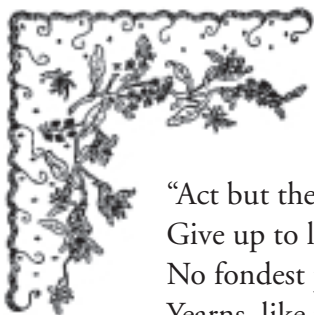 “Act but the
Give up to l
No fondest
Yearns, like